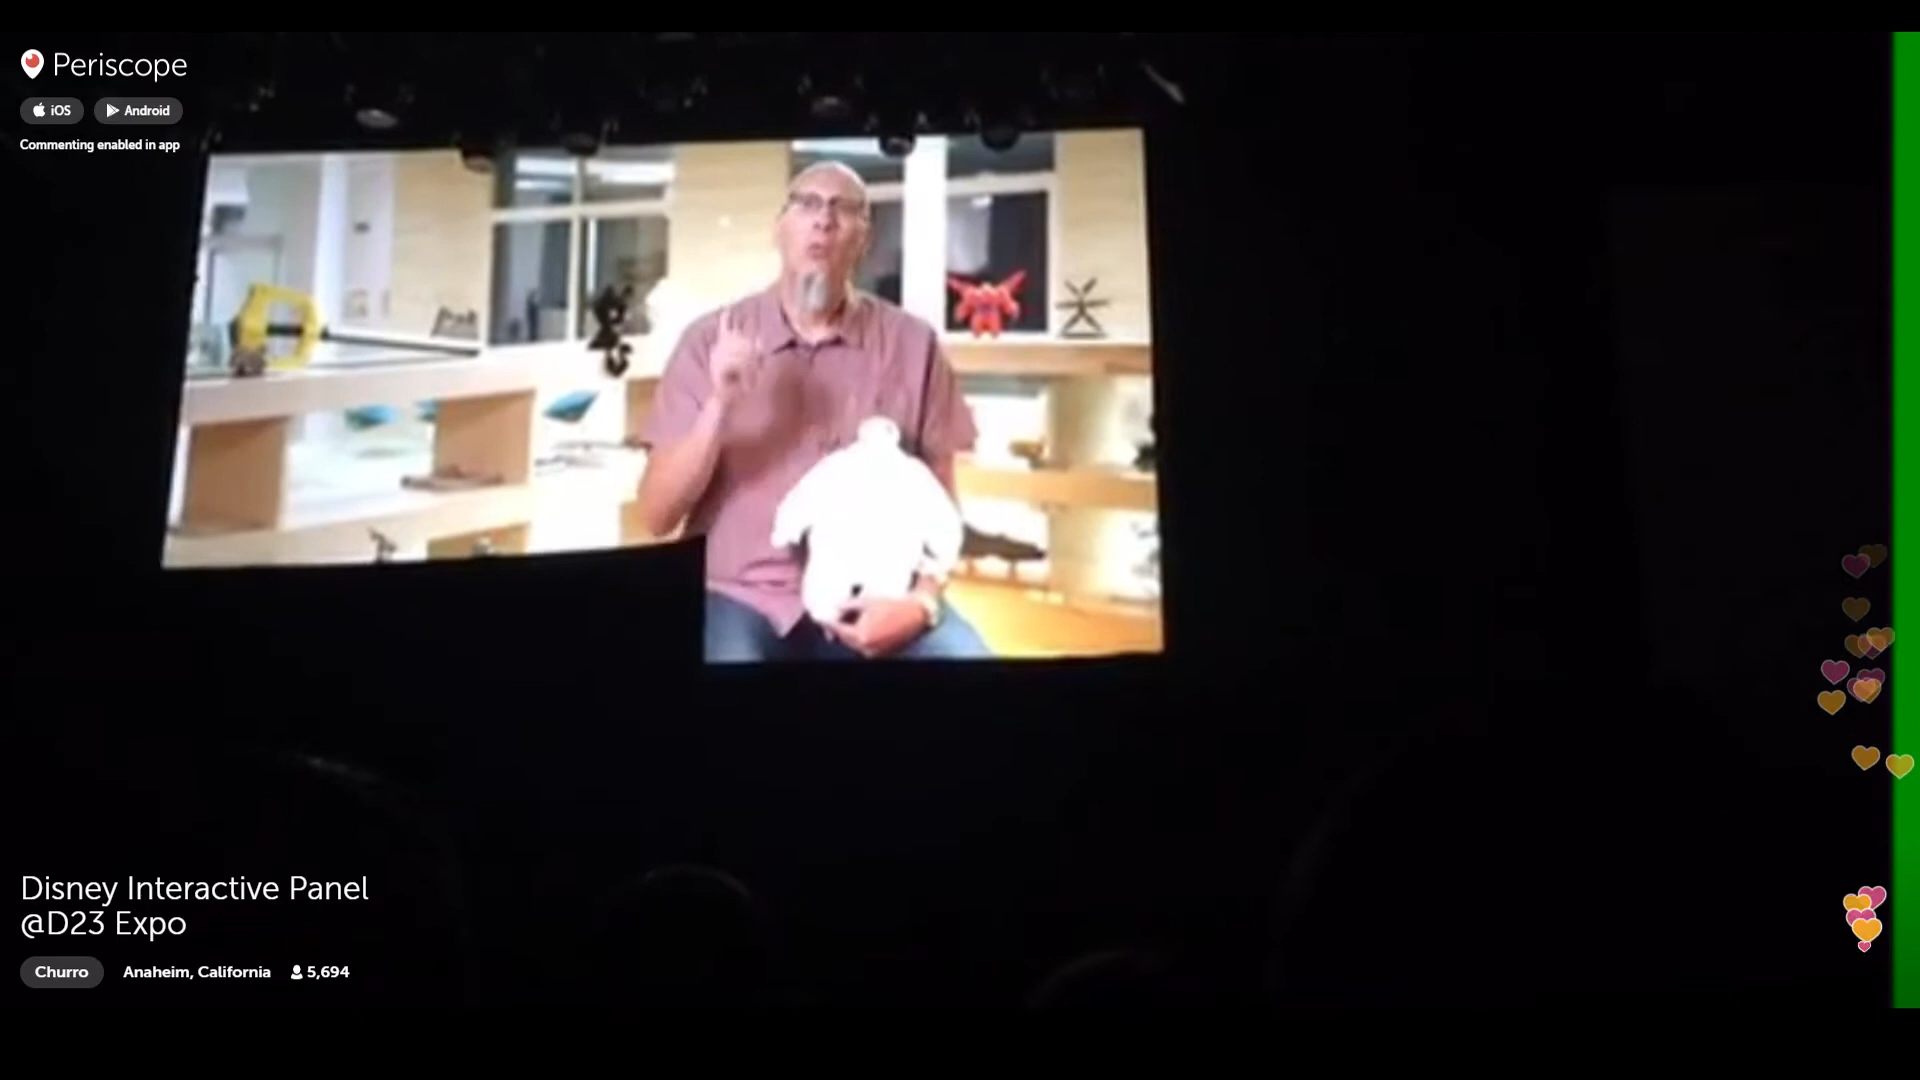 Periscope
iOS
Android
Commenting enabled in app
Disney Interactive Panel
@D23 Expo
Churro
Anaheim, California
5,694